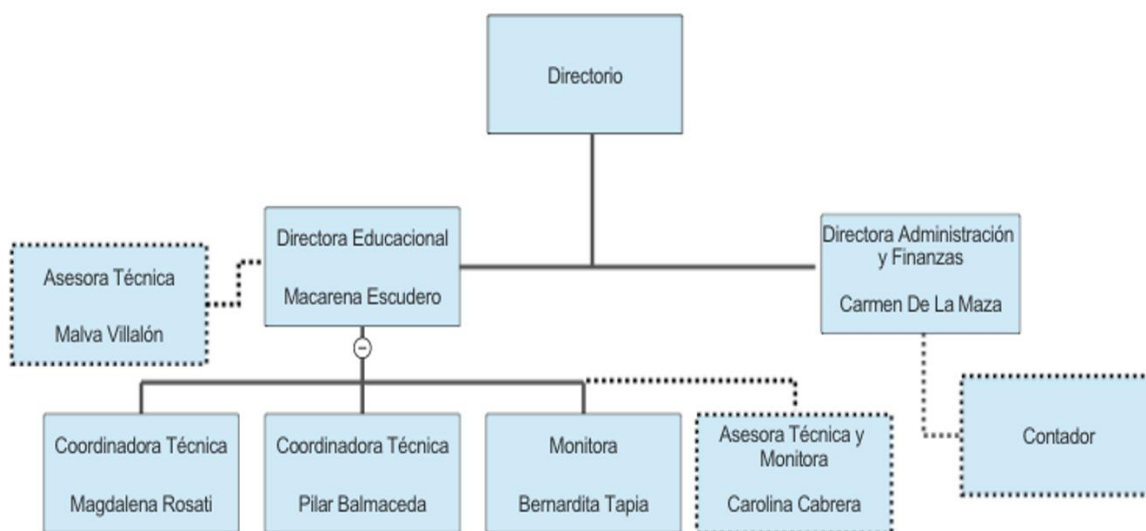 Directorio
Directora Educacional
Macarena Escudero
Directora Administración
y Finanzas
Carmen De La Maza
Asesora Técnica
Malva Villalón
Coordinadora Técnica
Magdalena Rosati
Coordinadora Técnica
Pilar Balmaceda
Monitora
Bernardita Tapia
Asesora Técnica y
Monitora
Carolina Cabrera
Contador